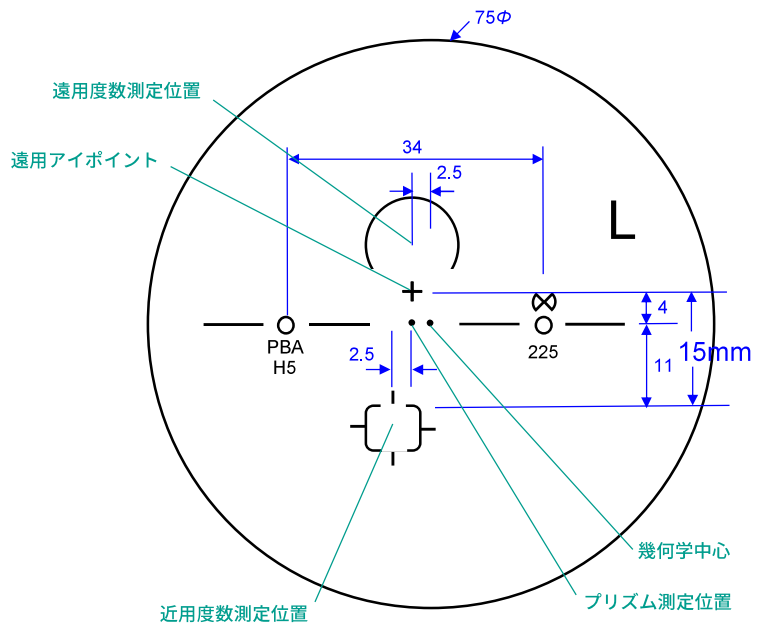 75Φ
遠用度数測定位置
34
遠用アイポイント
2.5
L
4
PBA
H5
225
2.5
11
15mm
幾何学中心
プリズム測定位置
近用度数測定位置